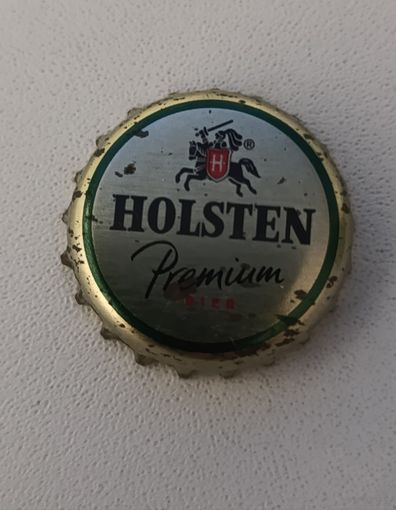 H
®
HOLSTEN
Premium
BIER